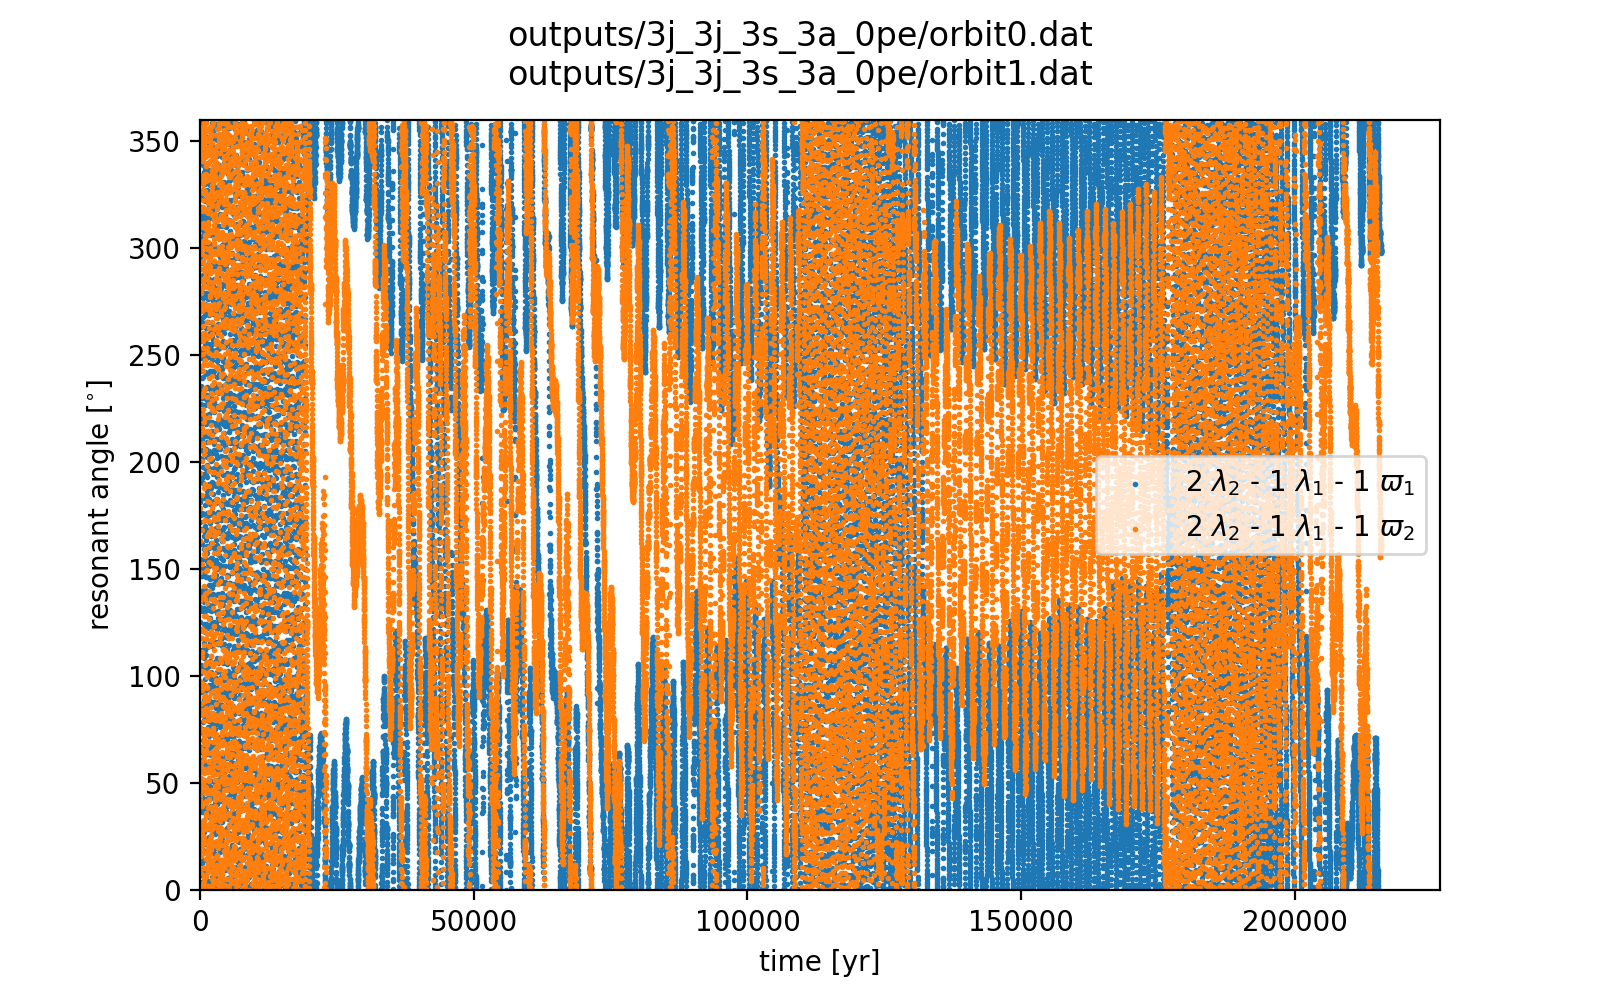 outputs/3j_3j_3s_3a_0pe/orbit0.dat
outputs/3j_3j_3s_3a_0pe/orbit1.dat
350
300
250
200
150
100
50
0
resonant angle [°]
2 λ₂ - 1 λ₁ - 1 ϖ₁
2 λ₂ - 1 λ₁ - 1 ϖ₂
0 50000 100000 150000 200000
time [yr]